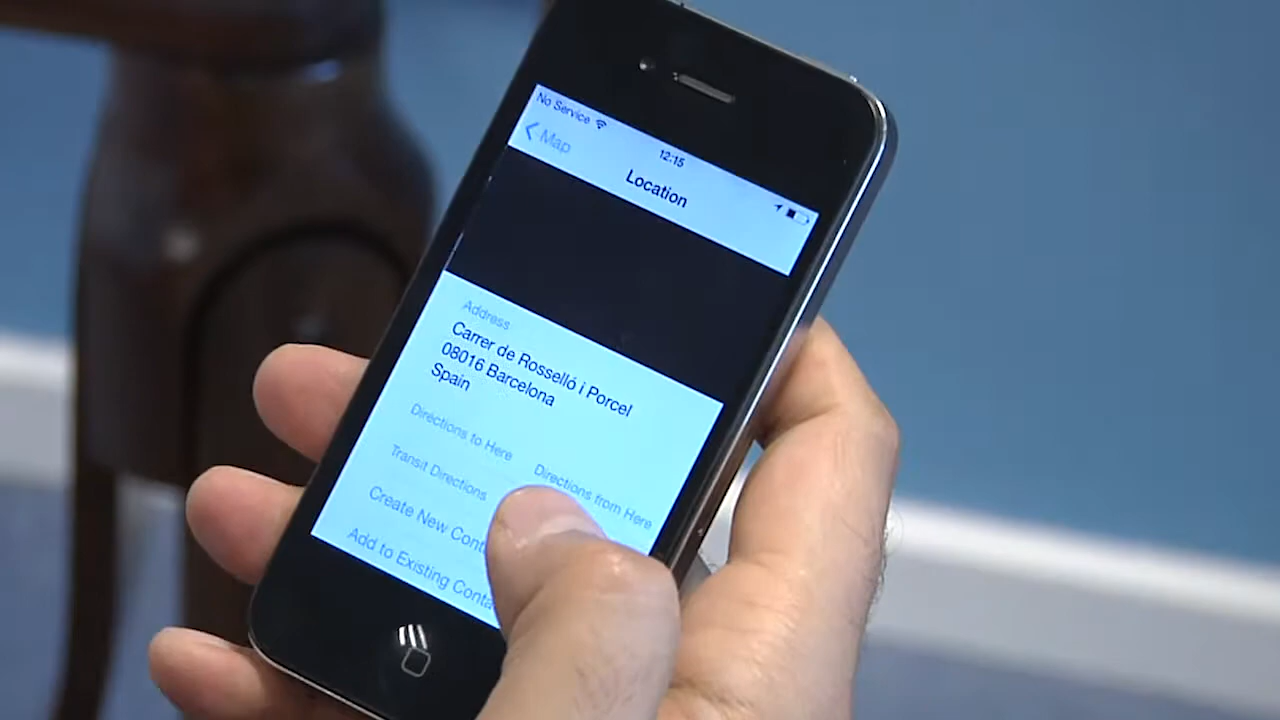 No Service
12:15
Map
Location
Address
Carrer de Rosselló i Porcel
08016 Barcelona
Spain
Directions to Here
Directions from Here
Transit Directions
Create New Cont
Add to Existing Conta